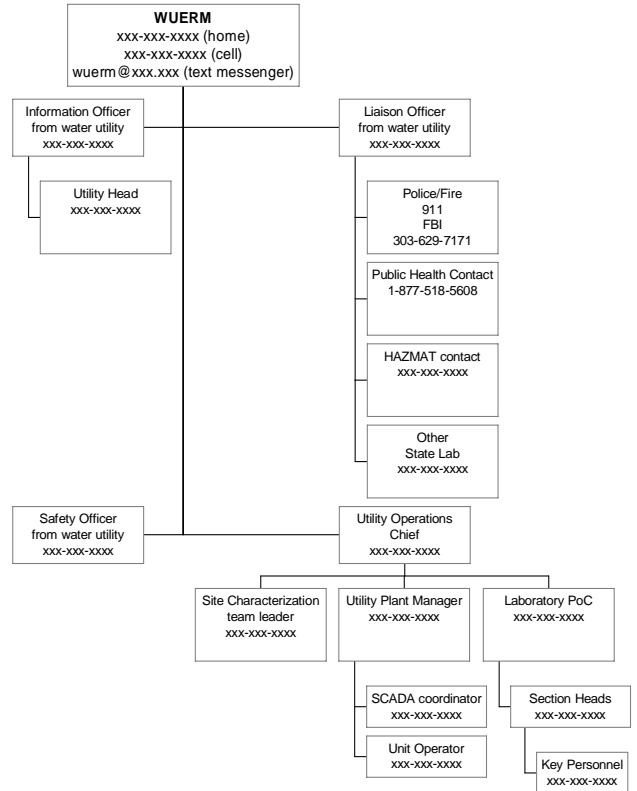 WUERM
xxx-xxx-xxxx (home)
xxx-xxx-xxxx (cell)
wuerm@xxx.xxx (text messenger)
Information Officer
from water utility
xxx-xxx-xxxx
Liaison Officer
from water utility
xxx-xxx-xxxx
Utility Head
xxx-xxx-xxxx
Police/Fire
911
FBI
303-629-7171
Public Health Contact
1-877-518-5608
HAZMAT contact
xxx-xxx-xxxx
Other
State Lab
xxx-xxx-xxxx
Safety Officer
from water utility
xxx-xxx-xxxx
Utility Operations
Chief
xxx-xxx-xxxx
Site Characterization
team leader
xxx-xxx-xxxx
Utility Plant Manager
xxx-xxx-xxxx
Laboratory PoC
xxx-xxx-xxxx
SCADA coordinator
xxx-xxx-xxxx
Unit Operator
xxx-xxx-xxxx
Section Heads
xxx-xxx-xxxx
Key Personnel
xxx-xxx-xxxx